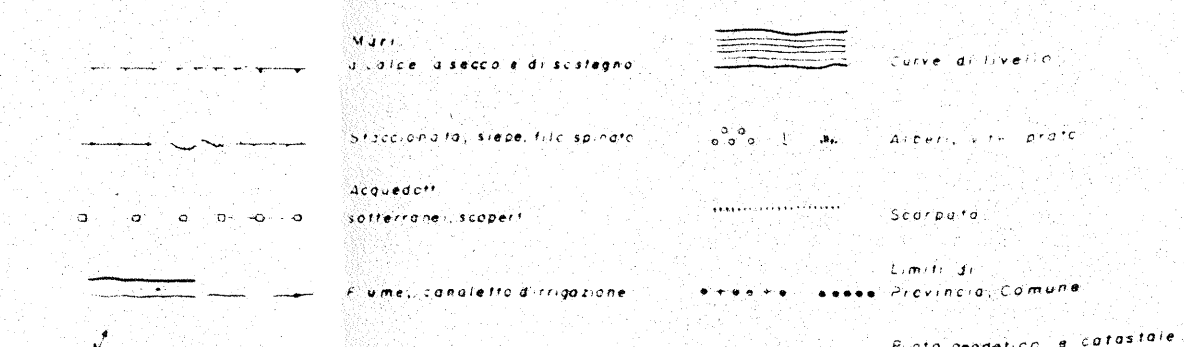 Muri
a calce, a secco e di sostegno
Staccionata, siepe, filo spinato
Acquedotti
sotterranei, scoperti
Fiume, canaletto d'irrigazione
Curve di livello
Alberi, viti, prato
Scarpata
Limiti di
Provincia, Comune
geodetico e catastale